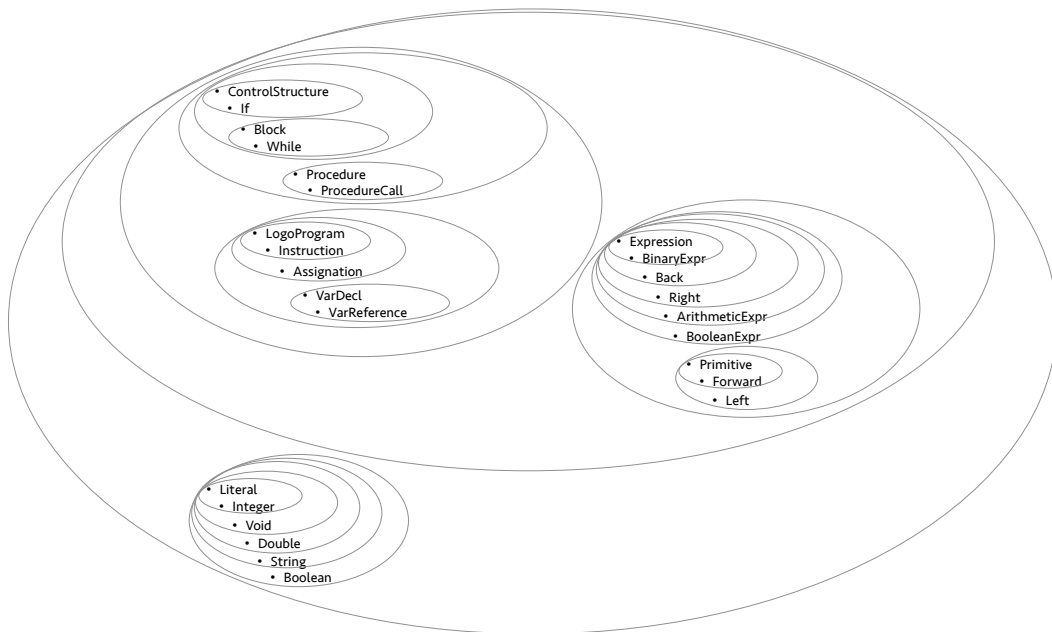 ControlStructure
If
Block
While
Procedure
ProcedureCall
LogoProgram
Instruction
Assignation
VarDecl
VarReference
Expression
BinaryExpr
Back
Right
ArithmeticExpr
BooleanExpr
Primitive
Forward
Left
Literal
Integer
Void
Double
String
Boolean